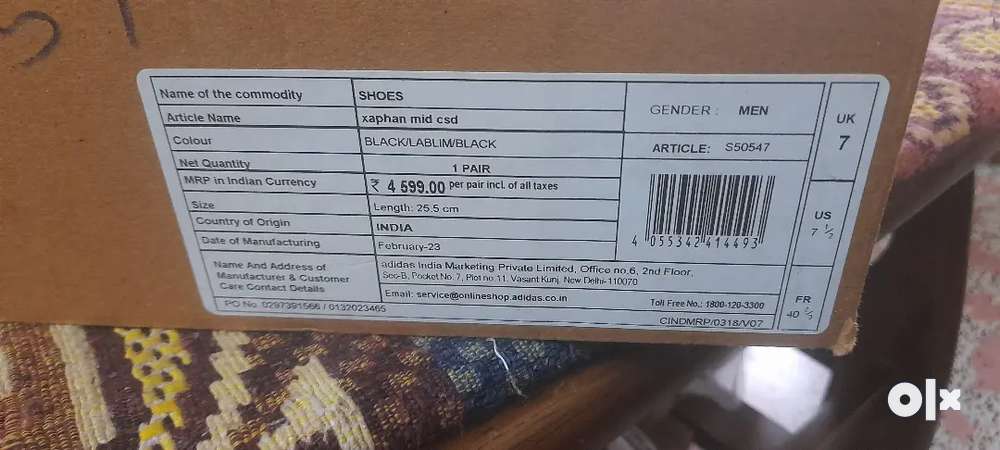 Name of the commodity SHOES
Article Name xaphan mid csd
Colour BLACK/LABLIM/BLACK
Net Quantity 1 PAIR
MRP in Indian Currency ₹ 4 599.00 per pair incl. of all taxes
Size Length: 25.5 cm
Country of Origin INDIA
Date of Manufacturing February-23
Name And Address of
Manufacturer & Customer
Care Contact Details
adidas India Marketing Private Limited, Office no.6, 2nd Floor,
Sec-B, Pocket No.7, Plot no.11, Vasant Kunj, New Delhi-110070
Email: service@onlineshop.adidas.co.in Toll Free No.: 1800-120-3300
PO No. 0297391566 / 0132023465 CINDMRP/0318/V07
GENDER : MEN
ARTICLE: S50547
4 055342 414493
UK
7
US
7 ½
FR
40
olx